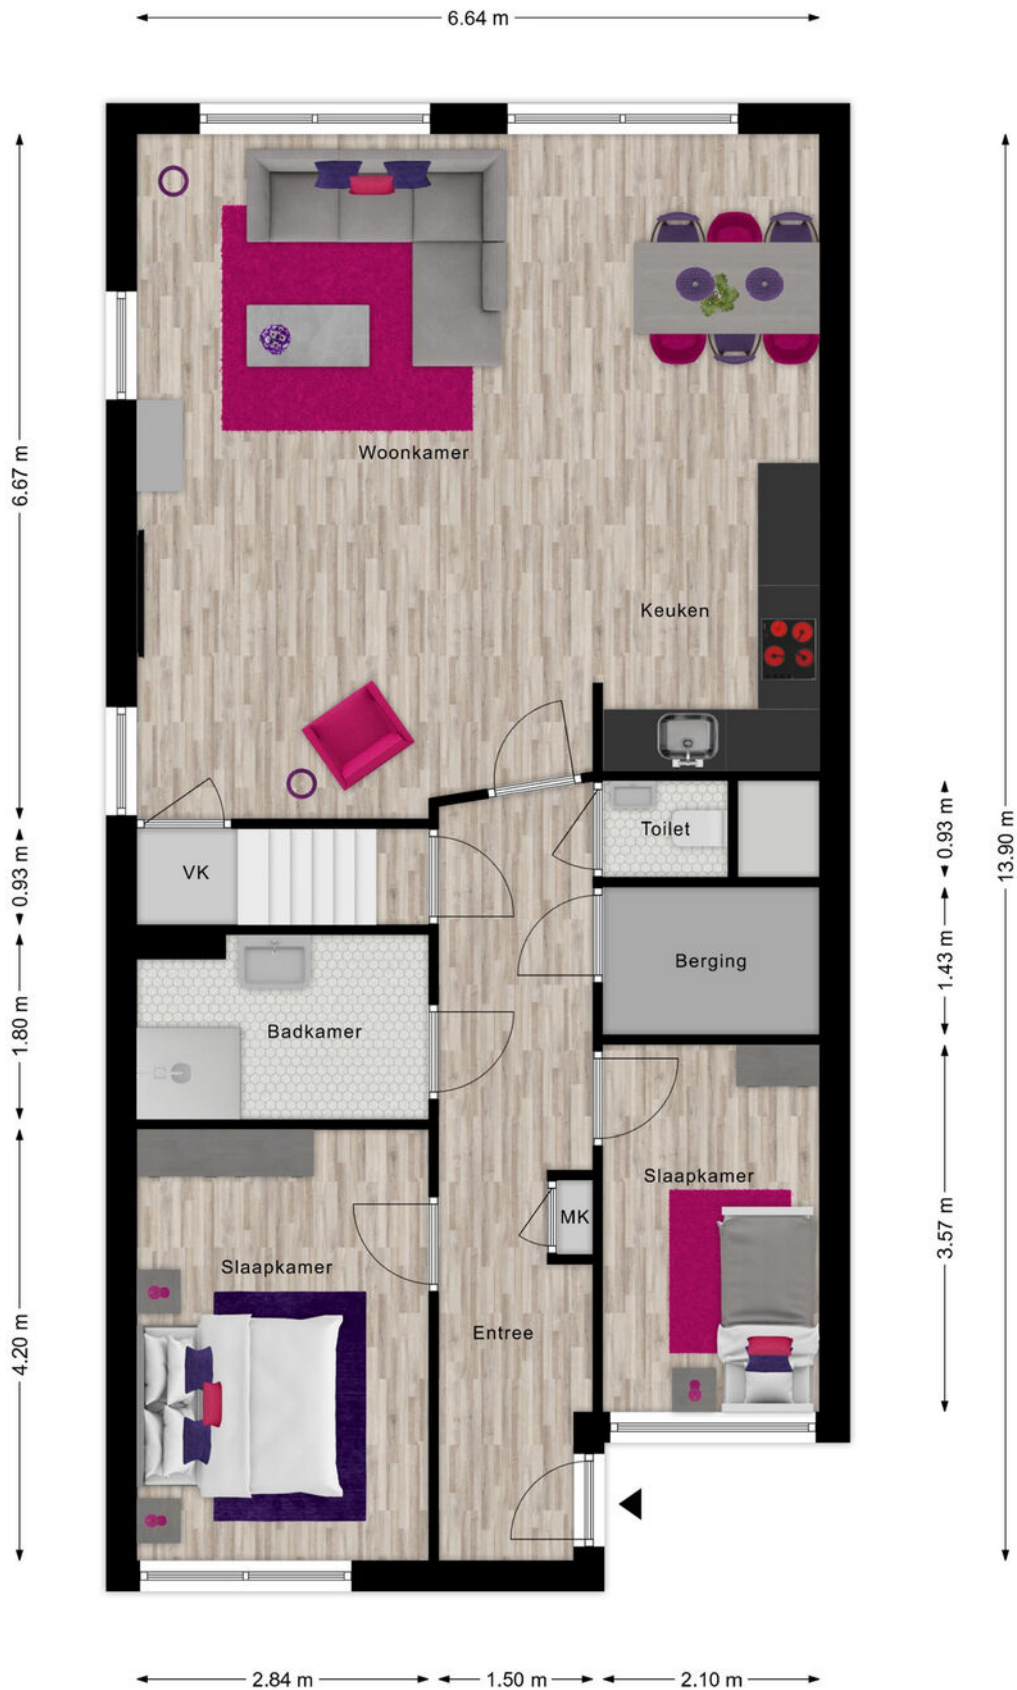 6.64 m
6.67 m
13.90 m
Woonkamer
Keuken
Toilet
0.93 m
VK
0.93 m
Berging
1.43 m
Badkamer
1.80 m
Slaapkamer
MK
3.57 m
Slaapkamer
Entree
4.20 m
2.84 m
1.50 m
2.10 m